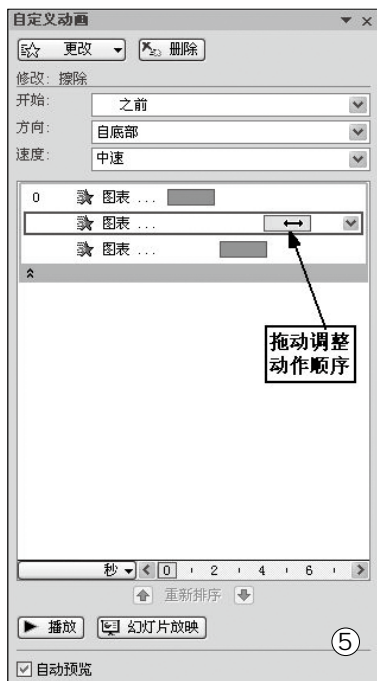 自定义动画
更改 删除
修改: 擦除
开始: 之前
方向: 自底部
速度: 中速
0 图表 ...
图表 ...
图表 ...
拖动调整
动作顺序
秒 0 2 4 6
重新排序
播放 幻灯片放映
⑤
自动预览